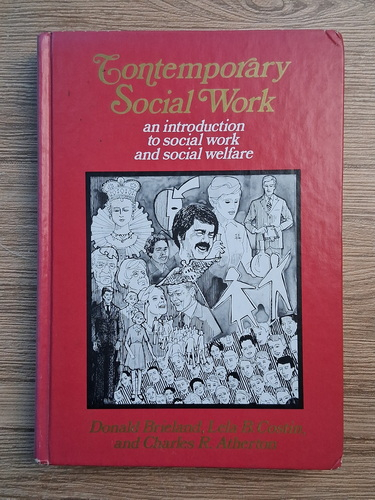 Contemporary
Social Work
an introduction
to social work
and social welfare
Donald Brieland, Lela B. Costin,
and Charles R. Atherton